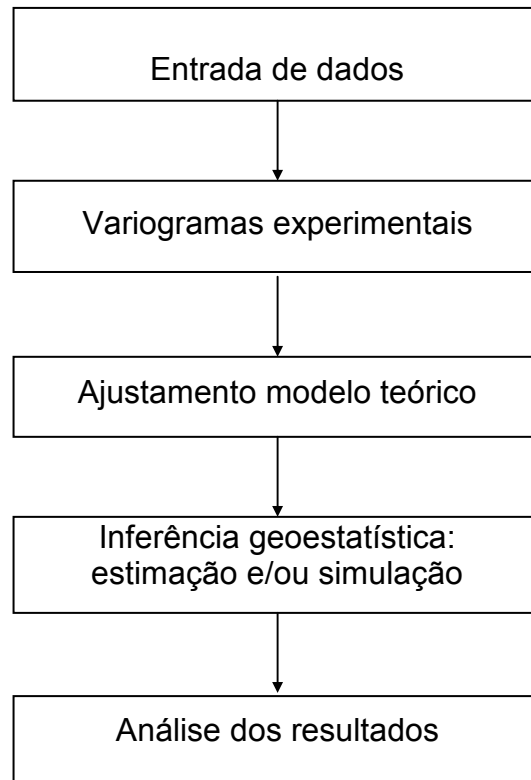 Entrada de dados
Variogramas experimentais
Ajustamento modelo teórico
Inferência geoestatística:
estimação e/ou simulação
Análise dos resultados